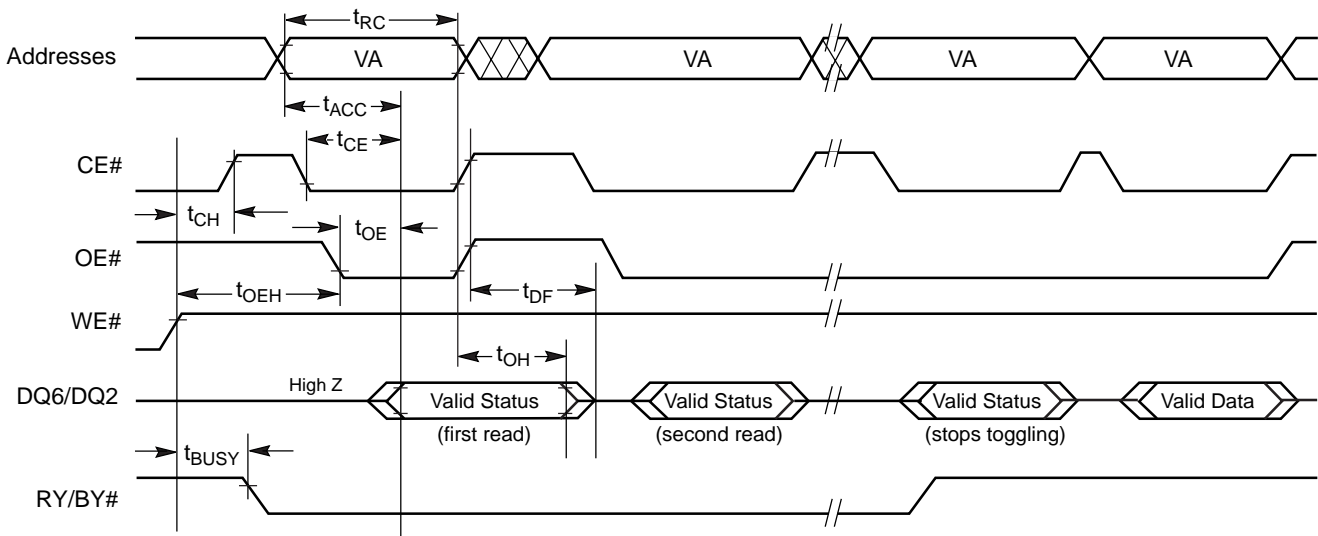 tRC
Addresses
VA
VA
VA
VA
tACC
tCE
CE#
tCH
tOE
OE#
tDF
tOEH
WE#
tOH
High Z
DQ6/DQ2
Valid Status
Valid Status
Valid Status
Valid Data
(first read)
(second read)
(stops toggling)
tBUSY
RY/BY#